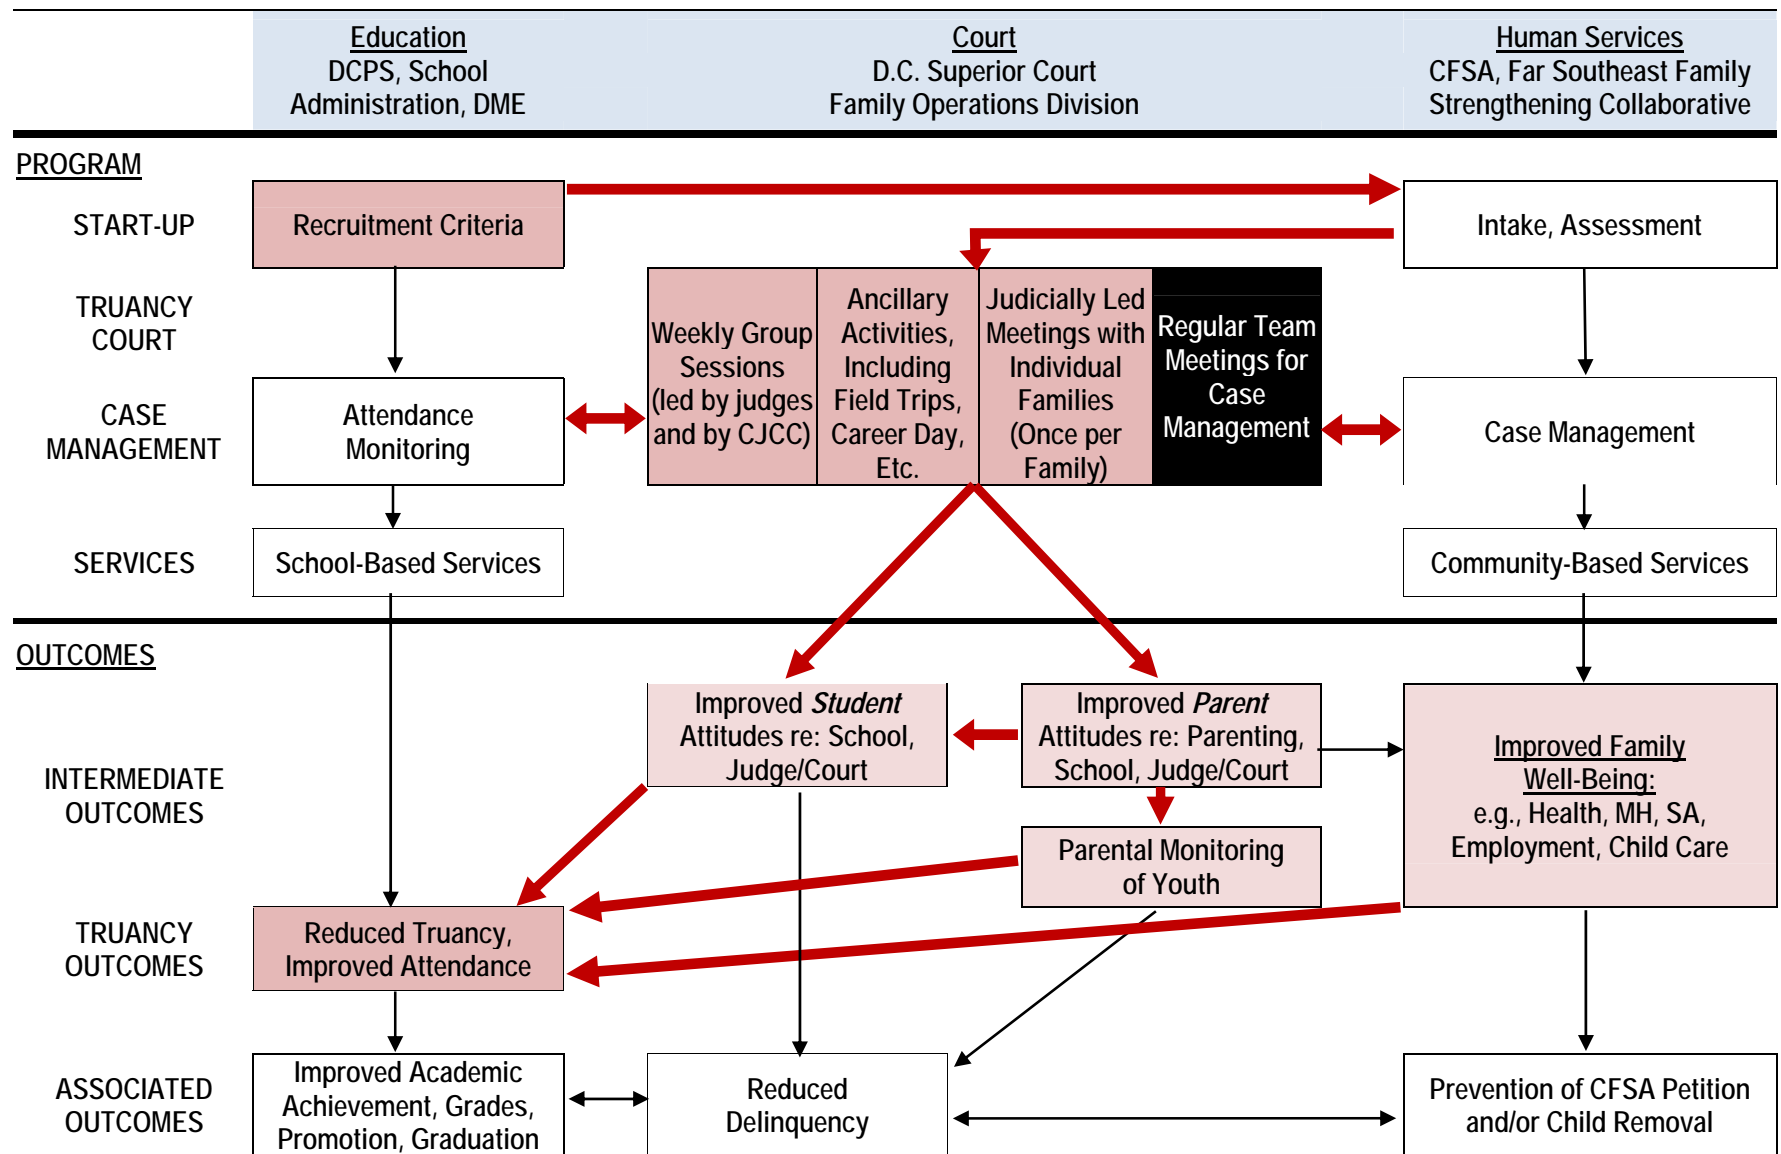 Education
DCPS, School
Administration, DME
Court
D.C. Superior Court
Family Operations Division
Human Services
CFSA, Far Southeast Family
Strengthening Collaborative
PROGRAM
START-UP
Recruitment Criteria
Intake, Assessment
TRUANCY
COURT
Weekly Group
Sessions
(led by judges
and by CJCC)
Ancillary
Activities,
Including
Field Trips,
Career Day,
Etc.
Judicially Led
Meetings with
Individual
Families
(Once per
Family)
Regular Team
Meetings for
Case
Management
CASE
MANAGEMENT
Attendance
Monitoring
Case Management
SERVICES
School-Based Services
Community-Based Services
OUTCOMES
INTERMEDIATE
OUTCOMES
Improved Student
Attitudes re: School,
Judge/Court
Improved Parent
Attitudes re: Parenting,
School, Judge/Court
Improved Family
Well-Being:
e.g., Health, MH, SA,
Employment, Child Care
Parental Monitoring
of Youth
TRUANCY
OUTCOMES
Reduced Truancy,
Improved Attendance
ASSOCIATED
OUTCOMES
Improved Academic
Achievement, Grades,
Promotion, Graduation
Reduced
Delinquency
Prevention of CFSA Petition
and/or Child Removal